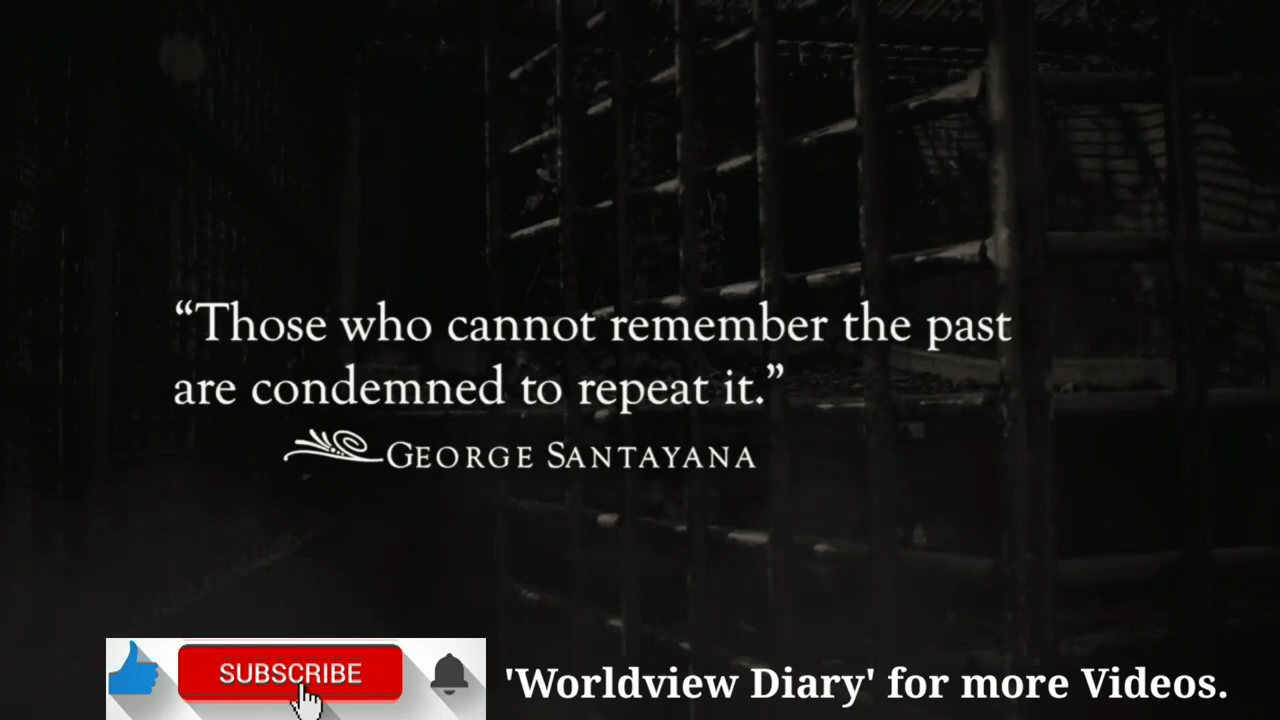 “Those who cannot remember the past
are condemned to repeat it.”
GEORGE SANTAYANA
SUBSCRIBE
'Worldview Diary' for more Videos.